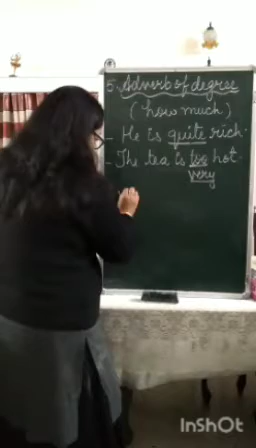 5. Adverb of degree
(how much)
- He is quite rich.
- The tea is too hot.
very
InShOt